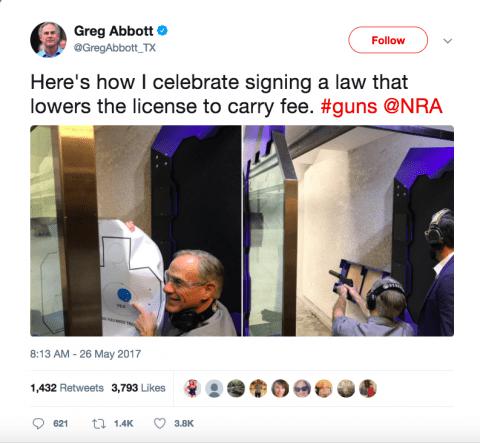 Greg Abbott
@GregAbbott_TX
Follow
Here's how I celebrate signing a law that
lowers the license to carry fee. #guns @NRA
8:13 AM - 26 May 2017
1,432 Retweets 3,793 Likes
621 1.4K 3.8K